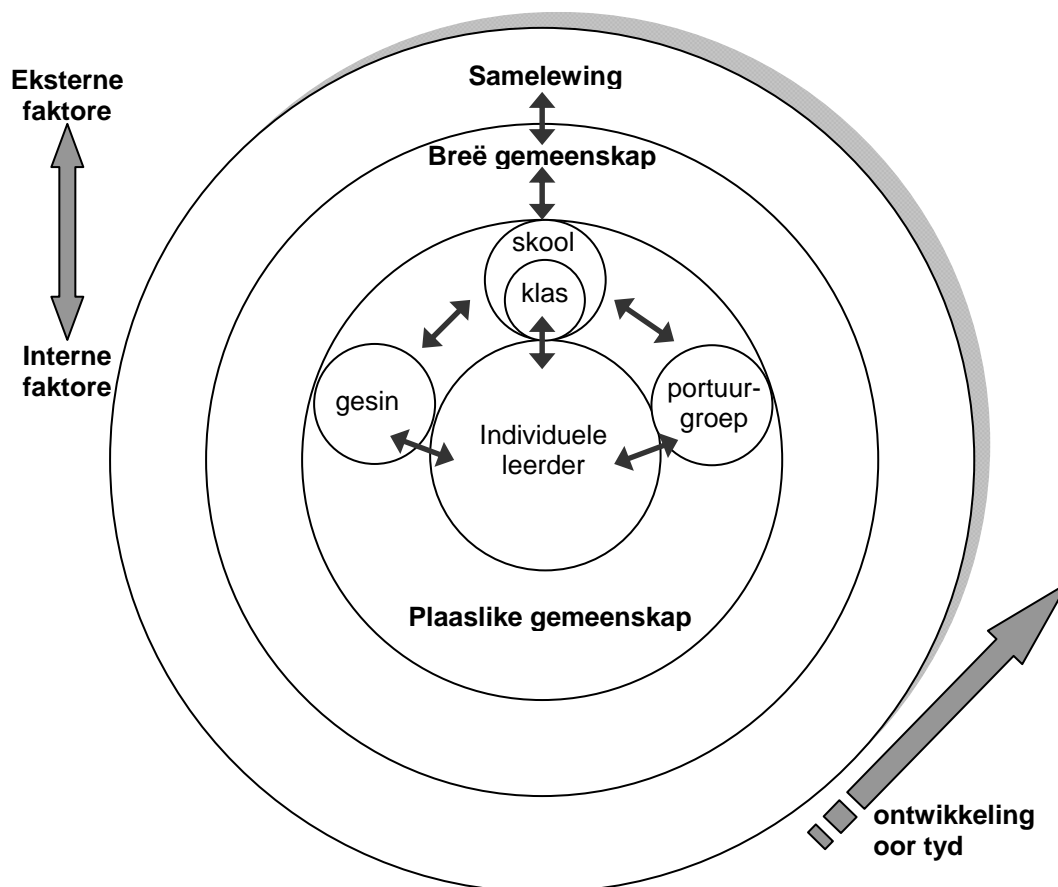 Eksterne
faktore
Interne
faktore
Samelewing
Breë gemeenskap
skool
klas
gesin
portuur-
groep
Individuele
leerder
Plaaslike gemeenskap
ontwikkeling
oor tyd